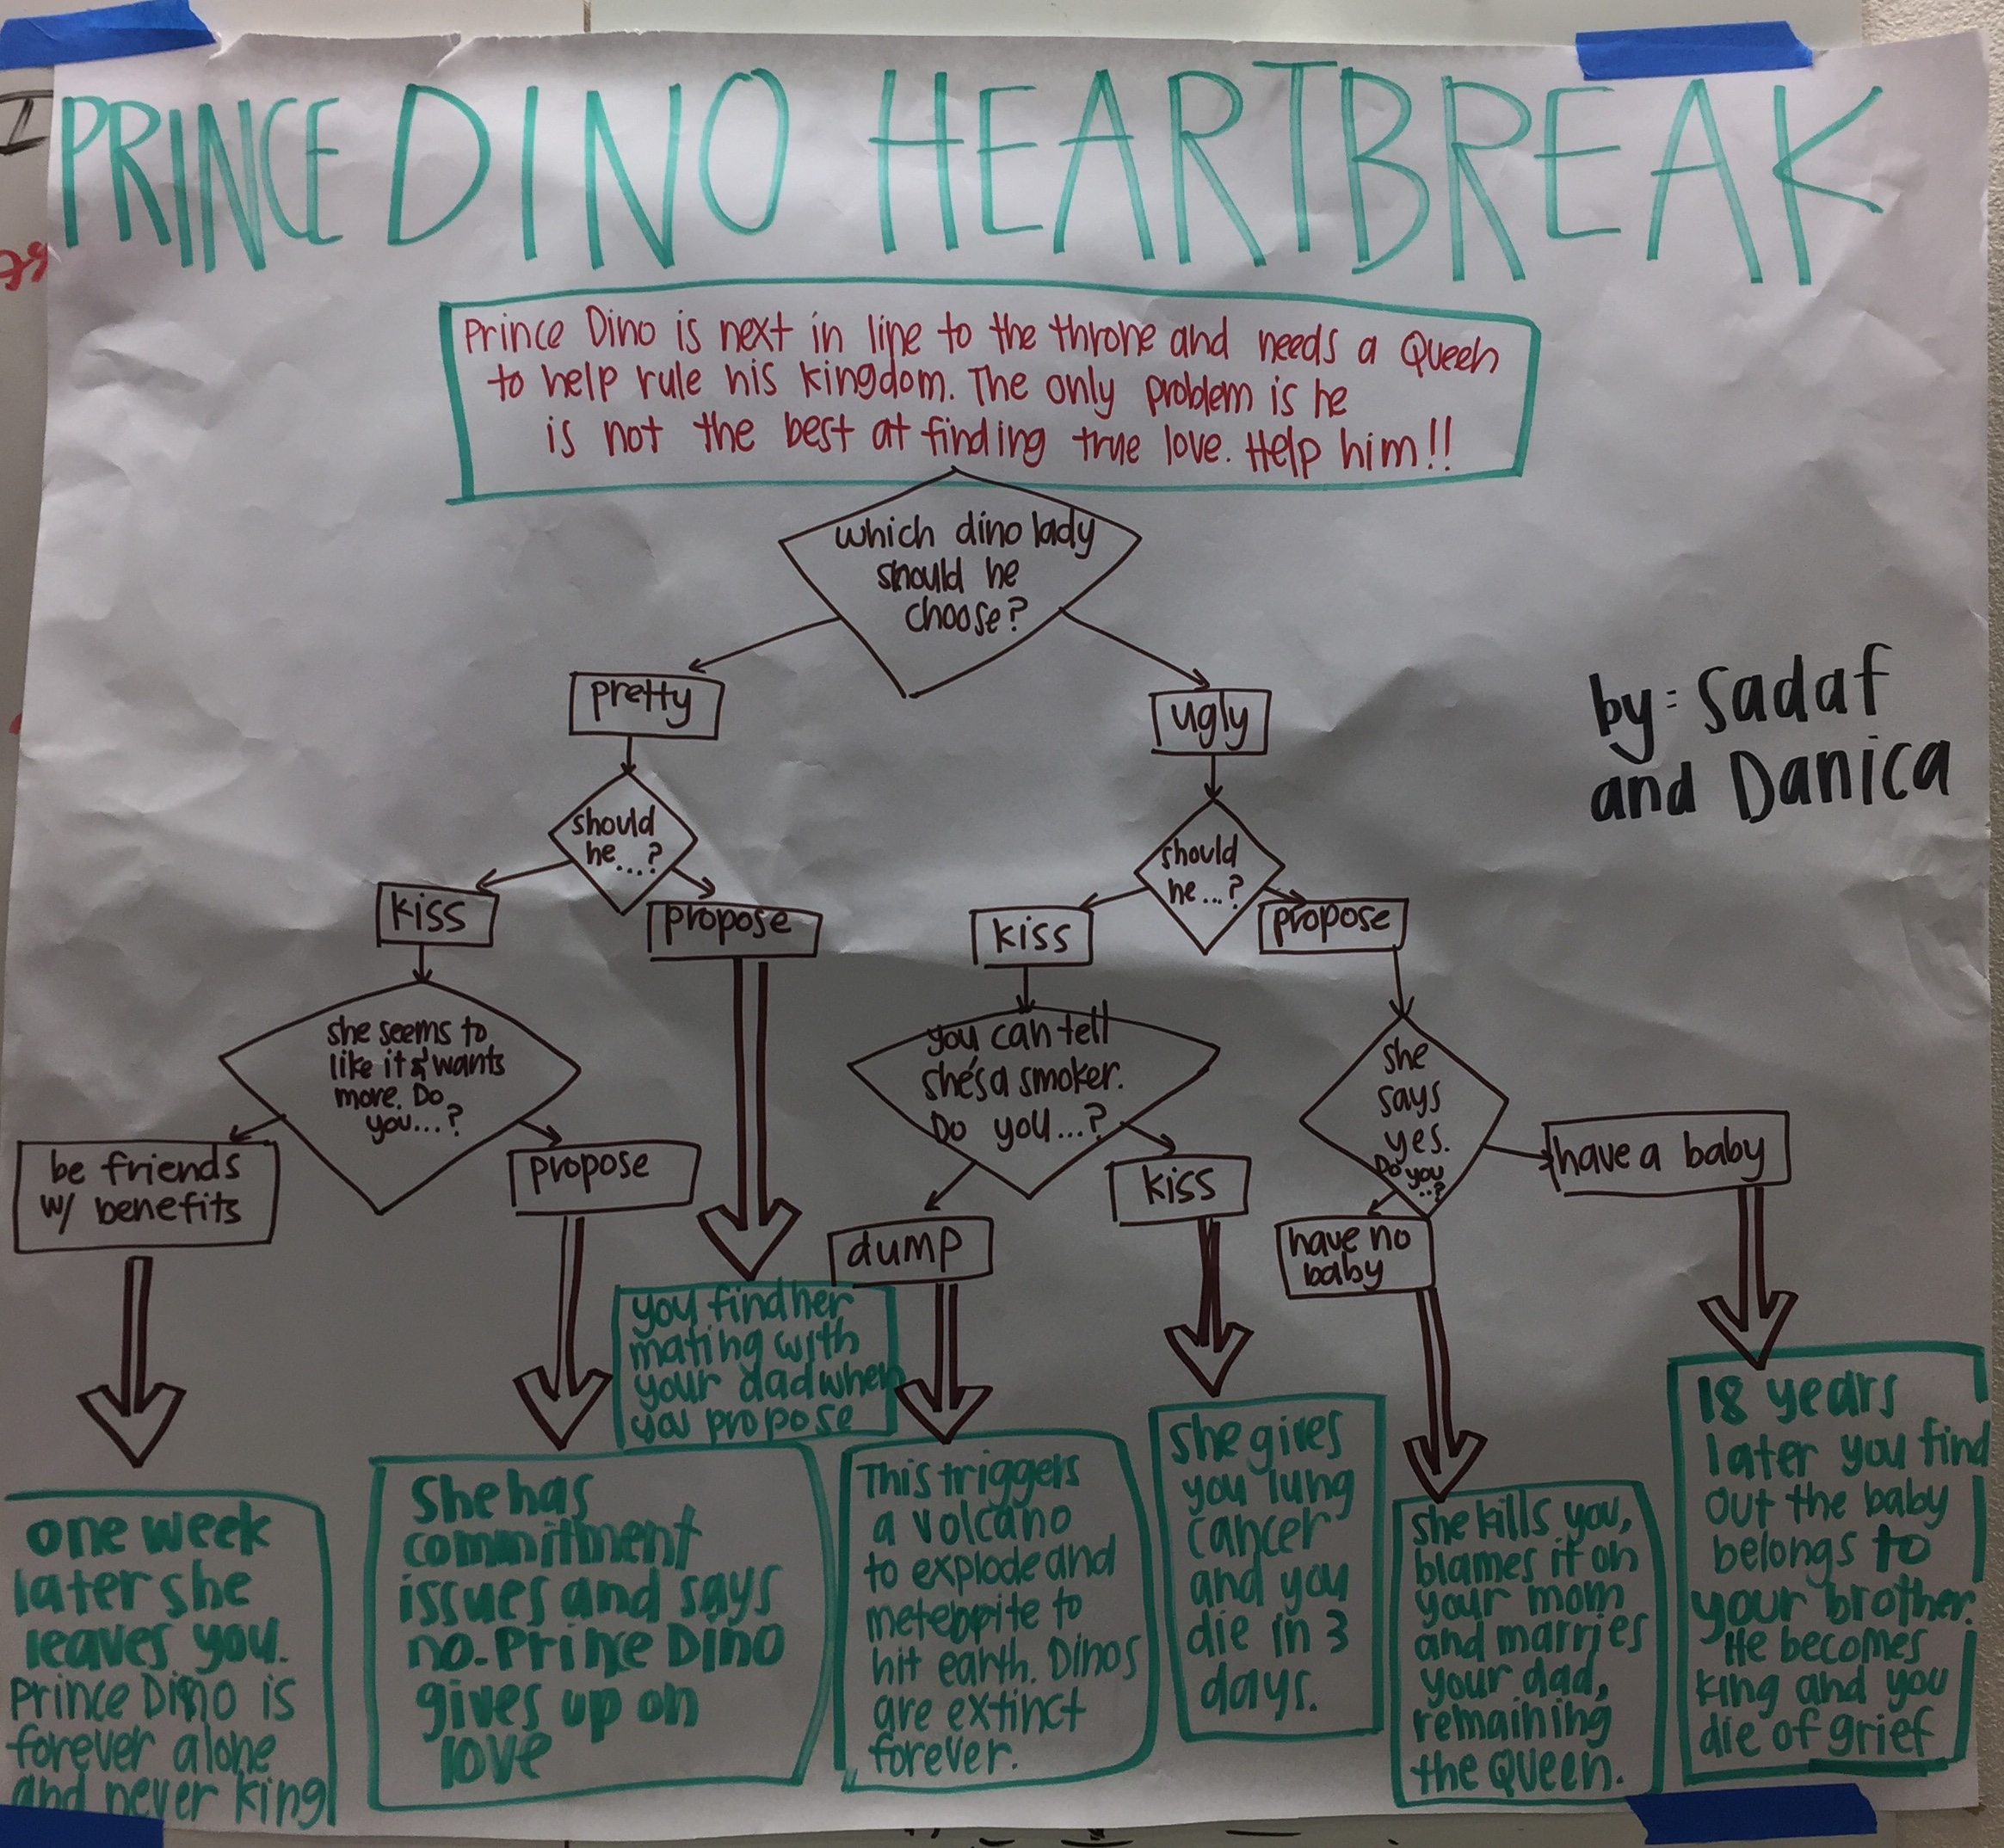 PRINCE DINO HEARTBREAK
Prince Dino is next in line to the throne and needs a Queen
to help rule his kingdom. The only problem is he
is not the best at finding true love. Help him!!
which dino lady
should he
choose?
pretty
ugly
by: Sadaf
and Danica
should
he...?
should
he...?
kiss
propose
kiss
propose
she seems to
like it & wants
more. Do
you...?
you can tell
she's a smoker.
Do you...?
she
says
yes.
Do you
...?
be friends
w/ benefits
propose
dump
kiss
have no
baby
have a baby
you find her
mating with
your dad when
you propose
one week
later she
leaves you.
Prince Dino is
forever alone
and never king
She has
commitment
issues and says
no. Prince Dino
gives up on
love
This triggers
a volcano
to explode and
meteorite to
hit earth. Dinos
are extinct
forever.
she gives
you lung
cancer
and you
die in 3
days.
she kills you,
blames it on
your mom
and marries
your dad,
remaining
the Queen.
18 years
later you find
out the baby
belongs to
your brother.
He becomes
king and you
die of grief